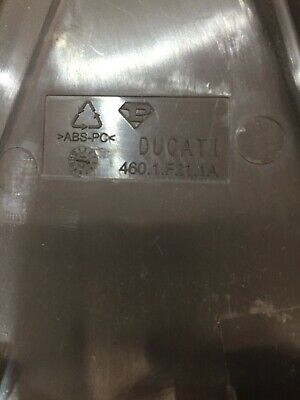 >ABS-PC<
DUCATI
460.1.F21.1A